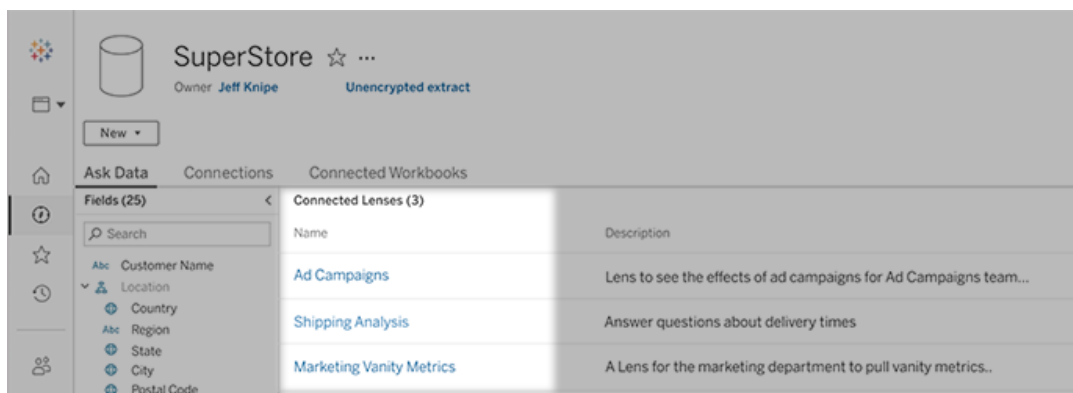 SuperStore ☆ ...
Owner Jeff Knipe Unencrypted extract
New
Ask Data Connections Connected Workbooks
Fields (25) < Connected Lenses (3)
Search Name Description
Abc Customer Name
Ad Campaigns Lens to see the effects of ad campaigns for Ad Campaigns team...
Location
Country
Shipping Analysis Answer questions about delivery times
Abc Region
State
City
Marketing Vanity Metrics A Lens for the marketing department to pull vanity metrics..
Postal Code